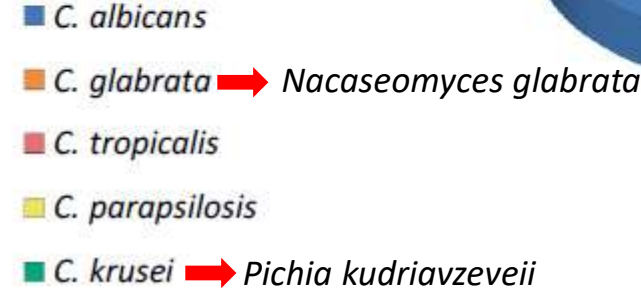 C. albicans
C. glabrata Nacaseomyces glabrata
C. tropicalis
C. parapsilosis
C. krusei Pichia kudriavzeveii